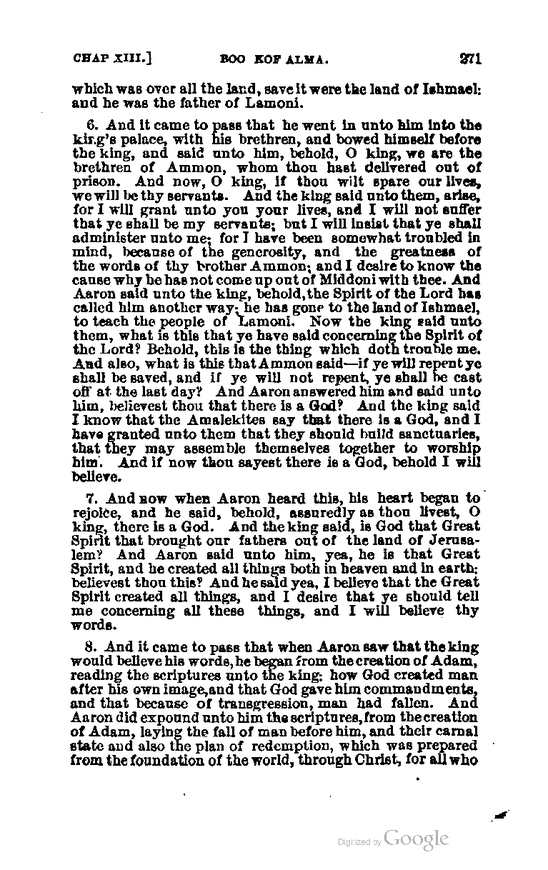 CHAP XIII.] BOO KOF ALMA. 271
which was over all the land, save it were the land of Ishmael:
and he was the father of Lamoni.
6. And it came to pass that he went in unto him into the
king's palace, with his brethren, and bowed himself before
the king, and said unto him, behold, O king, we are the
brethren of Ammon, whom thou hast delivered out of
prison. And now, O king, if thou wilt spare our lives,
we will be thy servants. And the king said unto them, arise,
for I will grant unto you your lives, and I will not suffer
that ye shall be my servants; but I will insist that ye shall
administer unto me; for I have been somewhat troubled in
mind, because of the generosity, and the greatness of
the words of thy brother Ammon; and I desire to know the
cause why he has not come up out of Middoni with thee. And
Aaron said unto the king, behold, the Spirit of the Lord has
called him another way; he has gone to the land of Ishmael,
to teach the people of Lamoni. Now the king said unto
them, what is this that ye have said concerning the Spirit of
the Lord? Behold, this is the thing which doth trouble me.
And also, what is this that Ammon said—if ye will repent ye
shall be saved, and if ye will not repent, ye shall be cast
off at the last day? And Aaron answered him and said unto
him, believest thou that there is a God? And the king said
I know that the Amalekites say that there is a God, and I
have granted unto them that they should build sanctuaries,
that they may assemble themselves together to worship
him. And if now thou sayest there is a God, behold I will
believe.
7. And now when Aaron heard this, his heart began to
rejoice, and he said, behold, assuredly as thou livest, O
king, there is a God. And the king said, is God that Great
Spirit that brought our fathers out of the land of Jerusa-
lem? And Aaron said unto him, yea, he is that Great
Spirit, and he created all things both in heaven and in earth:
believest thou this? And he said yea, I believe that the Great
Spirit created all things, and I desire that ye should tell
me concerning all these things, and I will believe thy
words.
8. And it came to pass that when Aaron saw that the king
would believe his words, he began from the creation of Adam,
reading the scriptures unto the king: how God created man
after his own image, and that God gave him commandments,
and that because of transgression, man had fallen. And
Aaron did expound unto him the scriptures, from the creation
of Adam, laying the fall of man before him, and their carnal
state and also the plan of redemption, which was prepared
from the foundation of the world, through Christ, for all who
Digitized by Google